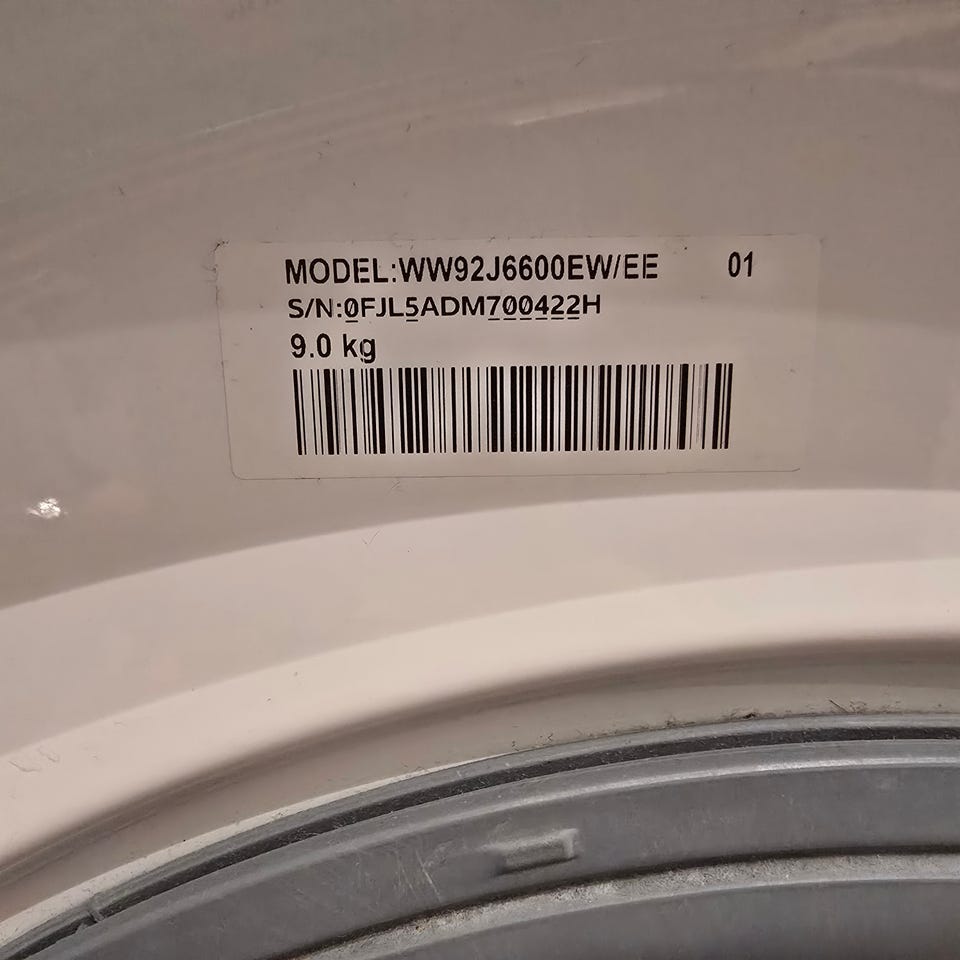 MODEL:WW92J6600EW/EE 01
S/N:0FJL5ADM700422H
9.0 kg